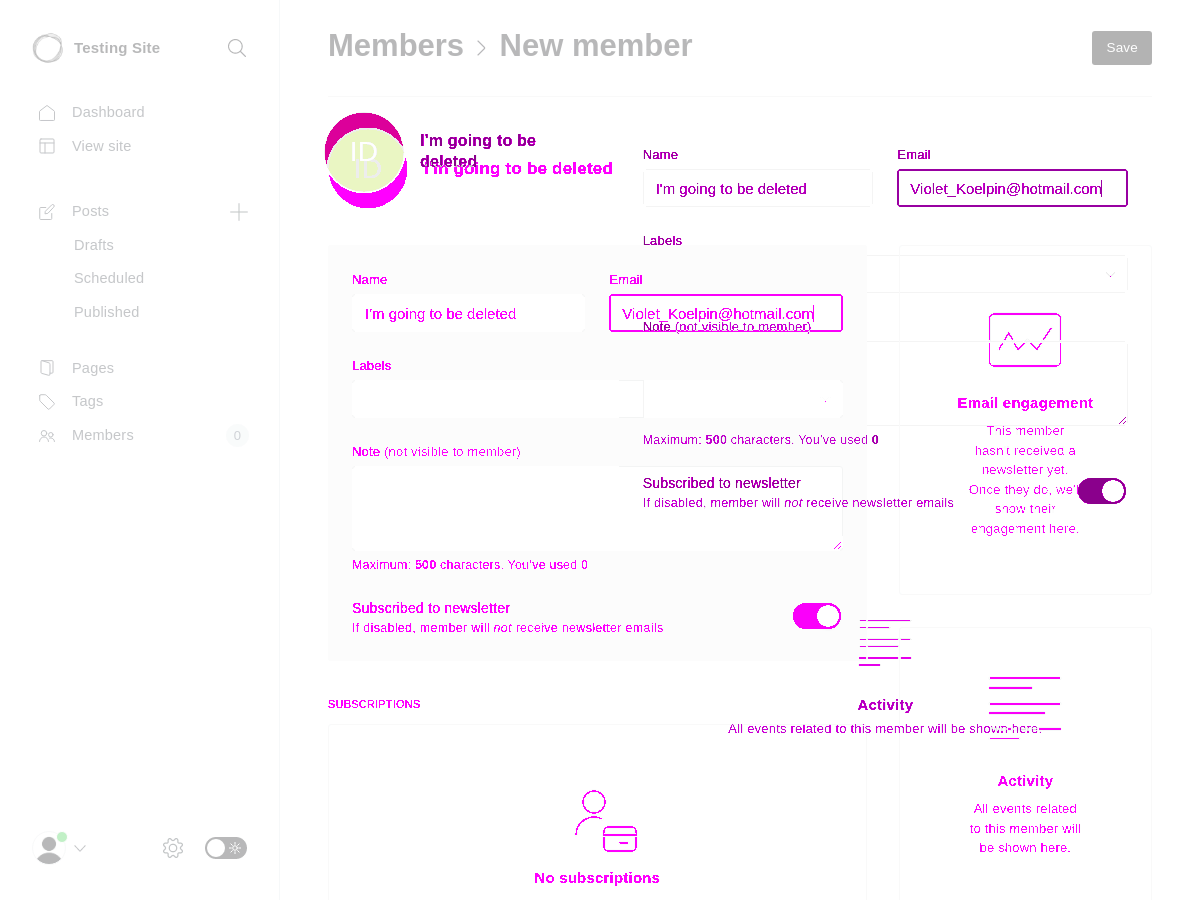 Testing Site
Members > New member
Save
Dashboard
View site
Posts
Drafts
Scheduled
Published
Pages
Tags
Members
0
ID
ID
I'm going to be
deleted
I'm going to be deleted
Name
Email
I'm going to be deleted
Violet_Koelpin@hotmail.com
Labels
Name
Email
I'm going to be deleted
Violet_Koelpin@hotmail.com
Note (not visible to member)
Labels
Maximum: 500 characters. You've used 0
Note (not visible to member)
Subscribed to newsletter
If disabled, member will not receive newsletter emails
Maximum: 500 characters. You've used 0
Subscribed to newsletter
If disabled, member will not receive newsletter emails
Email engagement
This member
hasn't received a
newsletter yet.
Once they do, we'll
show their
engagement here.
SUBSCRIPTIONS
Activity
All events related to this member will be shown here.
Activity
All events related
to this member will
be shown here.
No subscriptions